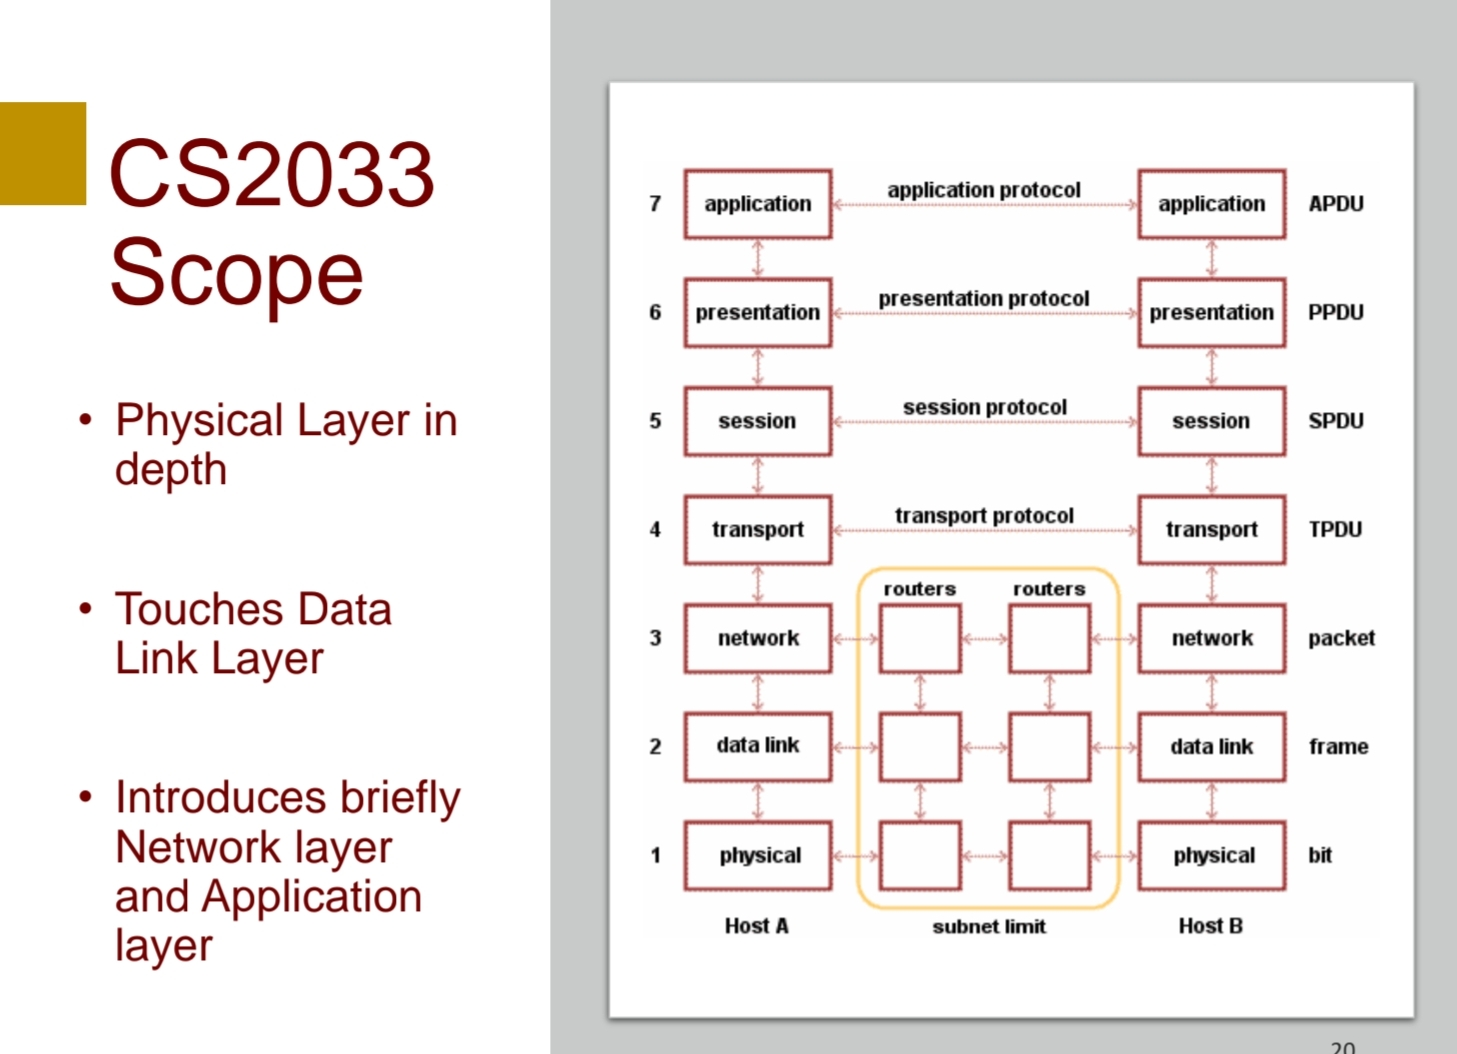 CS2033
Scope
• Physical Layer in
depth
• Touches Data
Link Layer
• Introduces briefly
Network layer
and Application
layer
7 application application protocol application APDU
6 presentation presentation protocol presentation PPDU
5 session session protocol session SPDU
4 transport transport protocol transport TPDU
routers routers
3 network network packet
2 data link data link frame
1 physical physical bit
Host A subnet limit Host B
20